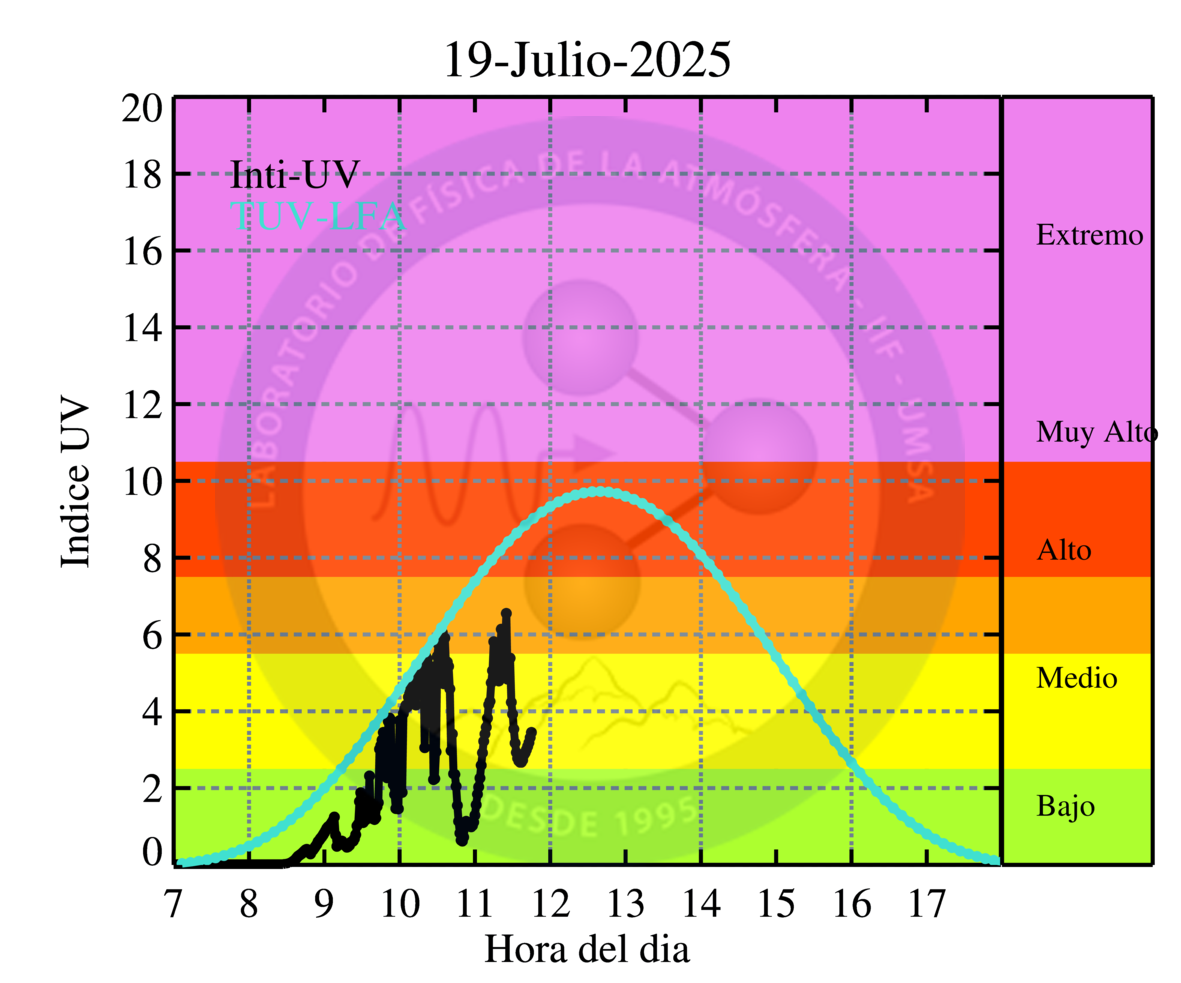 19-Julio-2025
20
18
16
14
12
10
8
6
4
2
0
Indice UV
Inti-UV
TUV-LFA
LABORATORIO DE FÍSICA DE LA ATMÓSFERA - IIF - UMSA
DESDE 1995
Extremo
Muy Alto
Alto
Medio
Bajo
7 8 9 10 11 12 13 14 15 16 17
Hora del dia